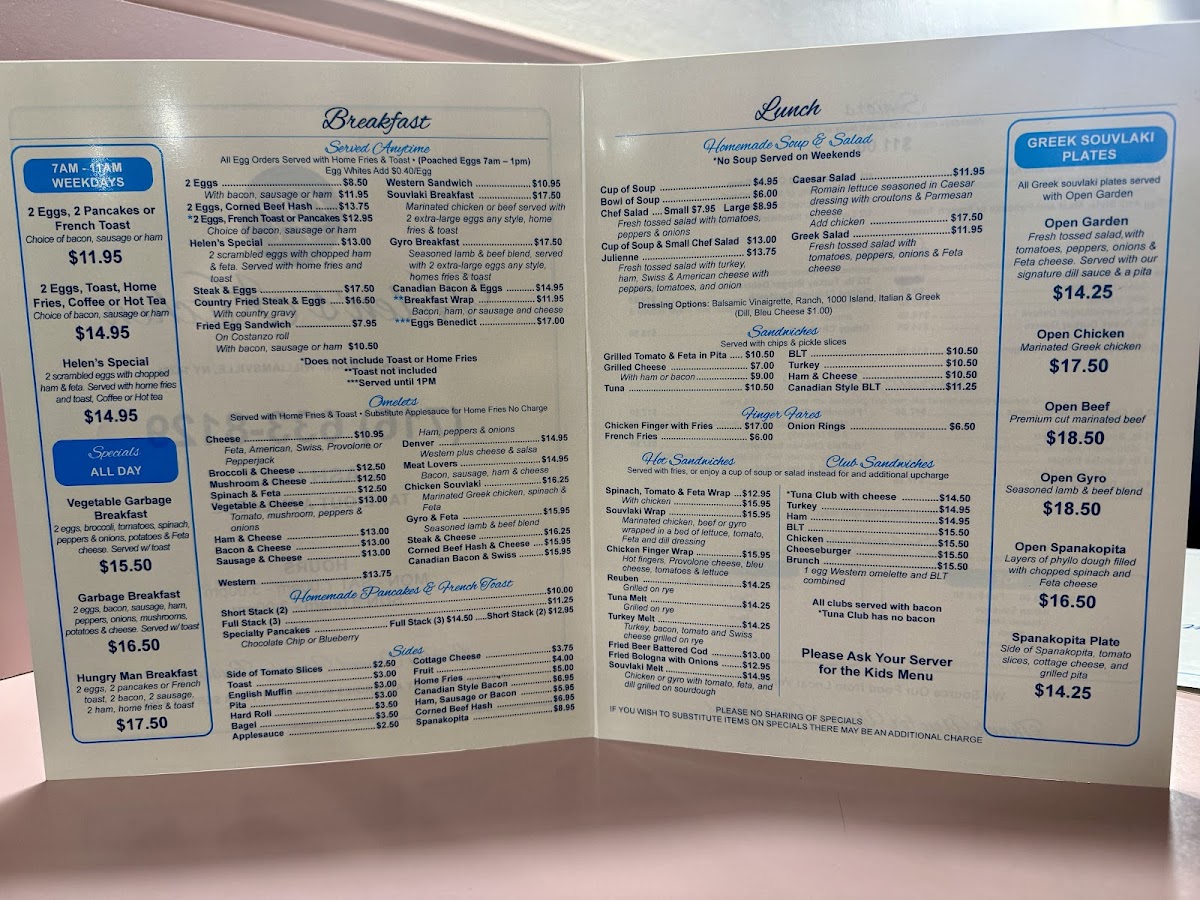 Breakfast
7AM - 11AM
WEEKDAYS
2 Eggs, 2 Pancakes or
French Toast
Choice of bacon, sausage or ham
$11.95
2 Eggs, Toast, Home
Fries, Coffee or Hot Tea
Choice of bacon, sausage or ham
$14.95
Helen's Special
2 scrambled eggs with chopped
ham & feta. Served with home fries
and toast, Coffee or Hot tea
$14.95
Specials
ALL DAY
Vegetable Garbage
Breakfast
2 eggs, broccoli, tomatoes, spinach,
peppers & onions, potatoes & Feta
cheese. Served w/ toast
$15.50
Garbage Breakfast
2 eggs, bacon, sausage, ham,
peppers, onions, mushrooms,
potatoes & cheese. Served w/ toast
$16.50
Hungry Man Breakfast
2 eggs, 2 pancakes or French
toast, 2 bacon, 2 sausage,
2 ham, home fries & toast
$17.50
Served Anytime
All Egg Orders Served with Home Fries & Toast • (Poached Eggs 7am – 1pm)
Egg Whites Add $0.40/Egg
2 Eggs $8.50
With bacon, sausage or ham $11.95
2 Eggs, Corned Beef Hash $13.75
*2 Eggs, French Toast or Pancakes $12.95
Choice of bacon, sausage or ham
Helen's Special $13.00
2 scrambled eggs with chopped ham
& feta. Served with home fries and
toast
Steak & Eggs $17.50
Country Fried Steak & Eggs $16.50
With country gravy
Fried Egg Sandwich $7.95
On Costanzo roll
With bacon, sausage or ham $10.50
Western Sandwich $10.95
Souvlaki Breakfast $17.50
Marinated chicken or beef served with
2 extra-large eggs any style, home
fries & toast
Gyro Breakfast $17.50
Seasoned lamb & beef blend, served
with 2 extra-large eggs any style,
homes fries & toast
Canadian Bacon & Eggs $14.95
**Breakfast Wrap $11.95
Bacon, ham, or sausage and cheese
***Eggs Benedict $17.00
*Does not include Toast or Home Fries
**Toast not included
***Served until 1PM
Omelets
Served with Home Fries & Toast • Substitute Applesauce for Home Fries No Charge
Cheese $10.95
Feta, American, Swiss, Provolone or
Pepperjack
Broccoli & Cheese $12.50
Mushroom & Cheese $12.50
Spinach & Feta $12.50
Vegetable & Cheese $13.00
Tomato, mushroom, peppers &
onions
Ham & Cheese $13.00
Bacon & Cheese $13.00
Sausage & Cheese $13.00
Western $13.75
Ham, peppers & onions
Denver $14.95
Western plus cheese & salsa
Meat Lovers $14.95
Bacon, sausage, ham & cheese
Chicken Souvlaki $16.25
Marinated Greek chicken, spinach &
Feta
Gyro & Feta $15.95
Seasoned lamb & beef blend
Steak & Cheese $16.25
Corned Beef Hash & Cheese $15.95
Canadian Bacon & Swiss $15.95
Homemade Pancakes & French Toast
Short Stack (2) $10.00
Full Stack (3) $11.25
Specialty Pancakes Full Stack (3) $14.50 Short Stack (2) $12.95
Chocolate Chip or Blueberry
Sides
Side of Tomato Slices $2.50
Toast $3.00
English Muffin $3.00
Pita $3.00
Hard Roll $3.50
Bagel $3.50
Applesauce $2.50
Cottage Cheese $3.75
Fruit $4.00
Home Fries $5.00
Canadian Style Bacon $6.95
Ham, Sausage or Bacon $5.95
Corned Beef Hash $6.95
Spanakopita $8.95
Lunch
Homemade Soup & Salad
*No Soup Served on Weekends
Cup of Soup $4.95
Bowl of Soup $6.00
Chef Salad Small $7.95 Large $8.95
Fresh tossed salad with tomatoes,
peppers & onions
Cup of Soup & Small Chef Salad $13.00
Julienne $13.75
Fresh tossed salad with turkey,
ham, Swiss & American cheese with
peppers, tomatoes, and onion
Caesar Salad $11.95
Romain lettuce seasoned in Caesar
dressing with croutons & Parmesan
cheese
Add chicken $17.50
Greek Salad $11.95
Fresh tossed salad with
tomatoes, peppers, onions & Feta
cheese
Dressing Options: Balsamic Vinaigrette, Ranch, 1000 Island, Italian & Greek
(Dill, Bleu Cheese $1.00)
Sandwiches
Served with chips & pickle slices
Grilled Tomato & Feta in Pita $10.50
Grilled Cheese $7.00
With ham or bacon $9.00
Tuna $10.50
BLT $10.50
Turkey $10.50
Ham & Cheese $10.50
Canadian Style BLT $11.25
Finger Fares
Chicken Finger with Fries $17.00
French Fries $6.00
Onion Rings $6.50
Hot Sandwiches
Club Sandwiches
Served with fries, or enjoy a cup of soup or salad instead for and additional upcharge
Spinach, Tomato & Feta Wrap $12.95
With chicken $15.95
Souvlaki Wrap $15.95
Marinated chicken, beef or gyro
wrapped in a bed of lettuce, tomato,
Feta and dill dressing
Chicken Finger Wrap $15.95
Hot fingers, Provolone cheese, bleu
cheese, tomatoes & lettuce
Reuben $14.25
Grilled on rye
Tuna Melt $14.25
Grilled on rye
Turkey Melt $14.25
Turkey, bacon, tomato and Swiss
cheese grilled on rye
Fried Beer Battered Cod $13.00
Fried Bologna with Onions $12.95
Souvlaki Melt $14.95
Chicken or gyro with tomato, feta, and
dill grilled on sourdough
*Tuna Club with cheese $14.50
Turkey $14.95
Ham $14.95
BLT $15.50
Chicken $15.50
Cheeseburger $15.50
Brunch $15.50
1 egg Western omelette and BLT
combined
All clubs served with bacon
*Tuna Club has no bacon
Please Ask Your Server
for the Kids Menu
PLEASE NO SHARING OF SPECIALS
IF YOU WISH TO SUBSTITUTE ITEMS ON SPECIALS THERE MAY BE AN ADDITIONAL CHARGE
GREEK SOUVLAKI
PLATES
All Greek souvlaki plates served
with Open Garden
Open Garden
Fresh tossed salad,with
tomatoes, peppers, onions &
Feta cheese. Served with our
signature dill sauce & a pita
$14.25
Open Chicken
Marinated Greek chicken
$17.50
Open Beef
Premium cut marinated beef
$18.50
Open Gyro
Seasoned lamb & beef blend
$18.50
Open Spanakopita
Layers of phyllo dough filled
with chopped spinach and
Feta cheese
$16.50
Spanakopita Plate
Side of Spanakopita, tomato
slices, cottage cheese, and
grilled pita
$14.25